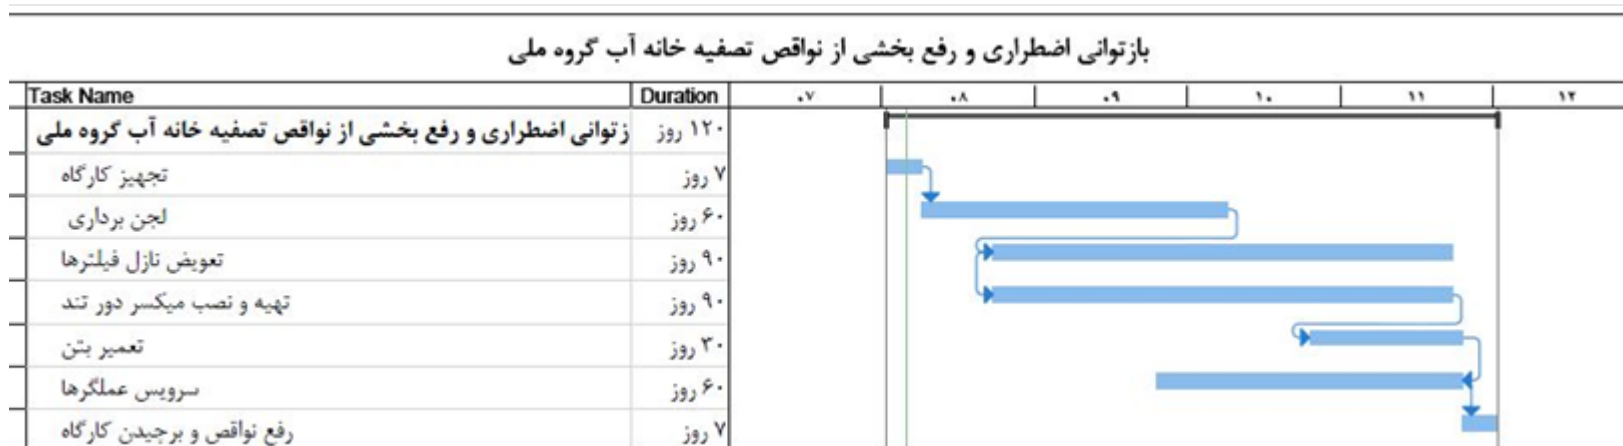 بازتوانی اضطراری و رفع بخشی از نواقص تصفیه خانه آب گروه ملی
Task Name Duration ۰۷ ۰۸ ۰۹ ۱۰ ۱۱ ۱۲
زتوانی اضطراری و رفع بخشی از نواقص تصفیه خانه آب گروه ملی ۱۲۰ روز
تجهیز کارگاه ۷ روز
لجن برداری ۶۰ روز
تعویض نازل فیلترها ۹۰ روز
تهیه و نصب میکسر دور تند ۹۰ روز
تعمیر بتن ۳۰ روز
سرویس عملگرها ۶۰ روز
رفع نواقص و برجیدن کارگاه ۷ روز